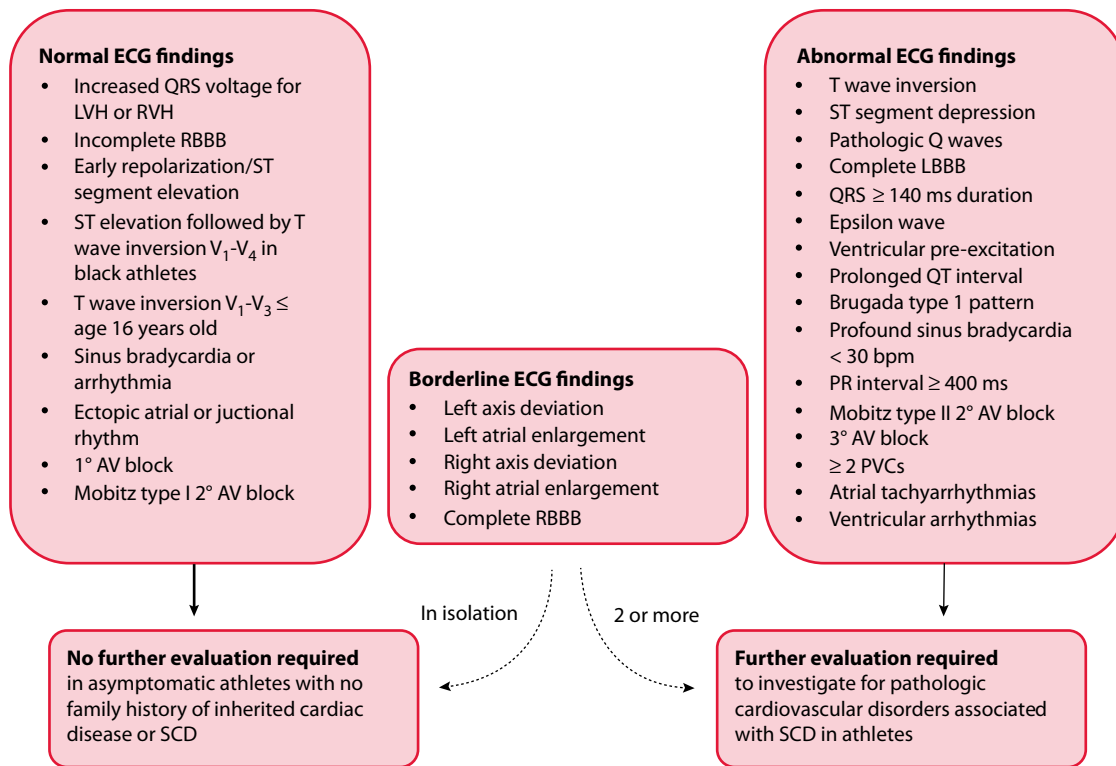 Normal ECG findings
• Increased QRS voltage for
LVH or RVH
• Incomplete RBBB
• Early repolarization/ST
segment elevation
• ST elevation followed by T
wave inversion V₁-V₄ in
black athletes
• T wave inversion V₁-V₃ ≤
age 16 years old
• Sinus bradycardia or
arrhythmia
• Ectopic atrial or juctional
rhythm
• 1° AV block
• Mobitz type I 2° AV block
Borderline ECG findings
• Left axis deviation
• Left atrial enlargement
• Right axis deviation
• Right atrial enlargement
• Complete RBBB
Abnormal ECG findings
• T wave inversion
• ST segment depression
• Pathologic Q waves
• Complete LBBB
• QRS ≥ 140 ms duration
• Epsilon wave
• Ventricular pre-excitation
• Prolonged QT interval
• Brugada type 1 pattern
• Profound sinus bradycardia
< 30 bpm
• PR interval ≥ 400 ms
• Mobitz type II 2° AV block
• 3° AV block
• ≥ 2 PVCs
• Atrial tachyarrhythmias
• Ventricular arrhythmias
In isolation
2 or more
No further evaluation required
in asymptomatic athletes with no
family history of inherited cardiac
disease or SCD
Further evaluation required
to investigate for pathologic
cardiovascular disorders associated
with SCD in athletes